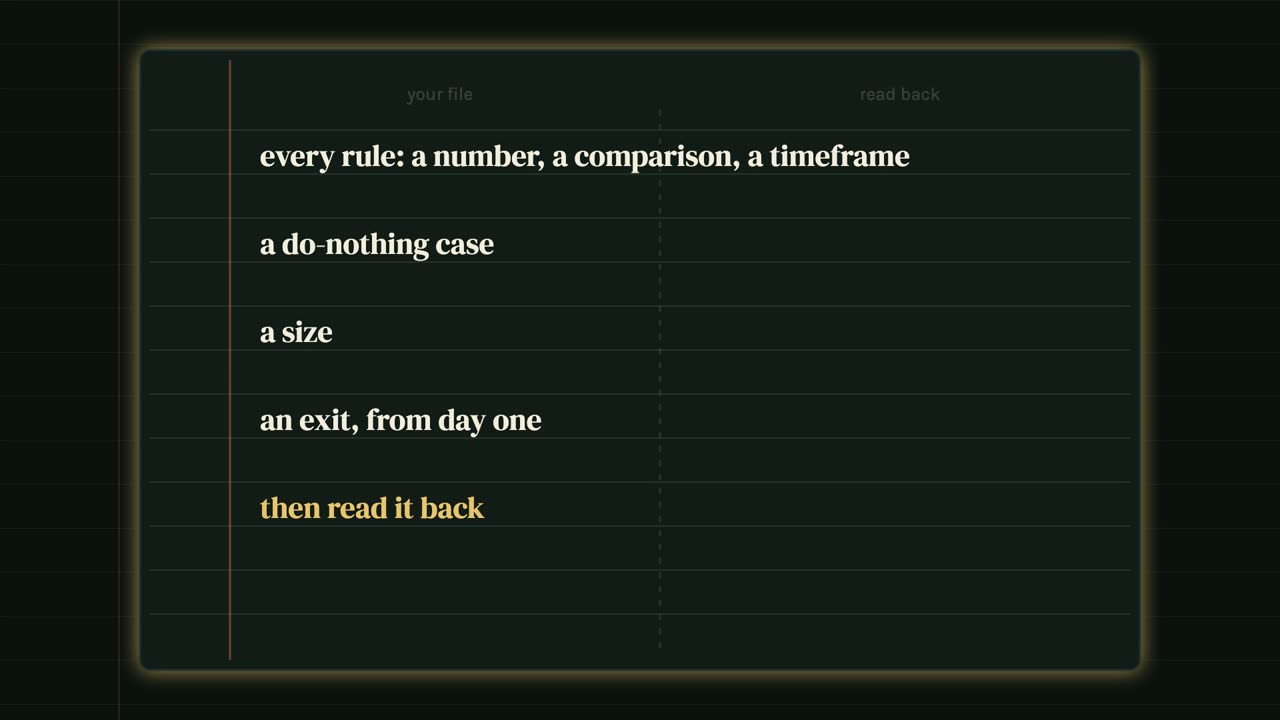 your file read back
every rule: a number, a comparison, a timeframe
a do-nothing case
a size
an exit, from day one
then read it back